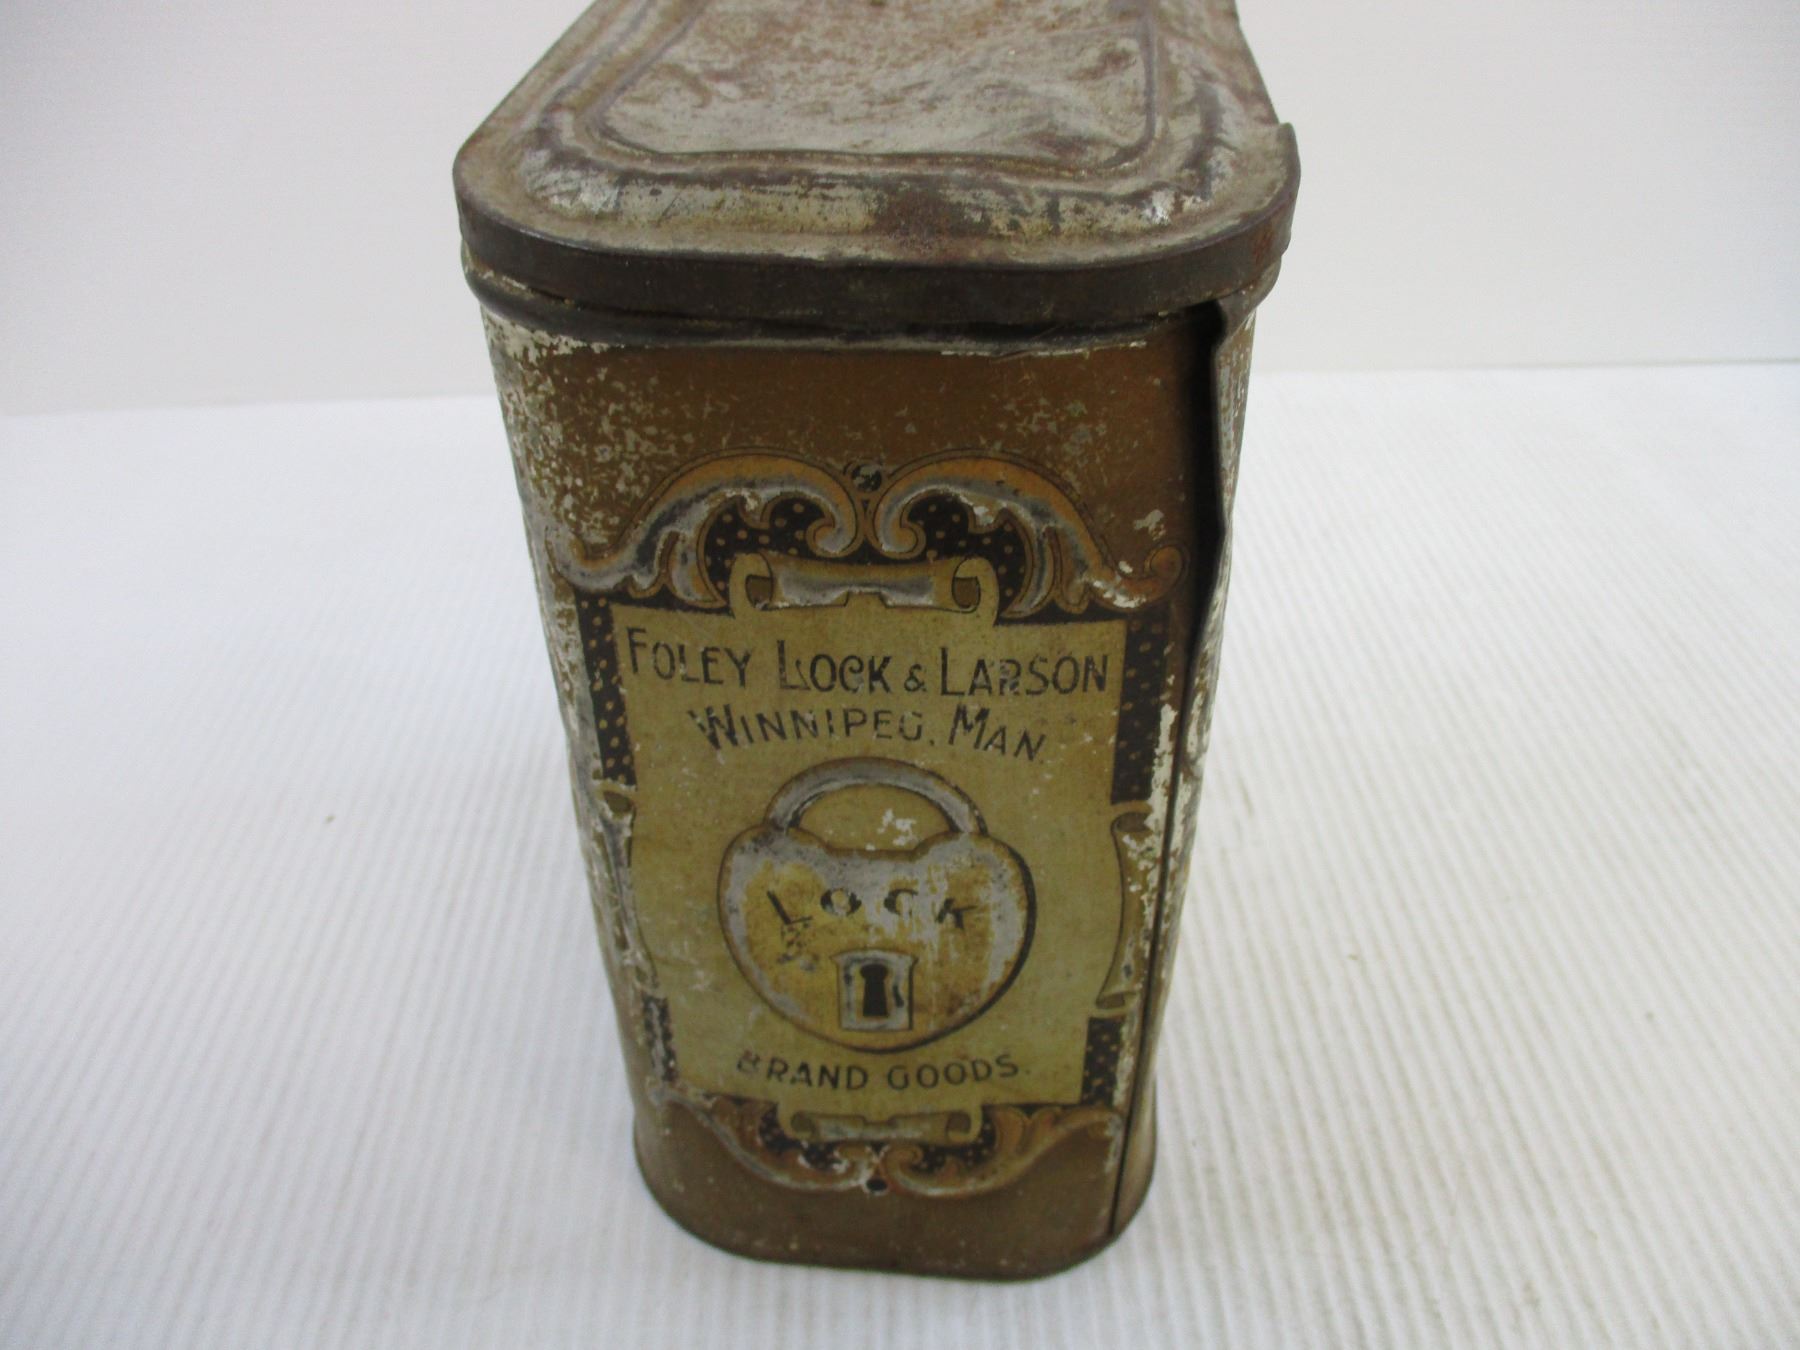 FOLEY LOCK & LARSON
WINNIPEG, MAN.
LOCK
BRAND GOODS.